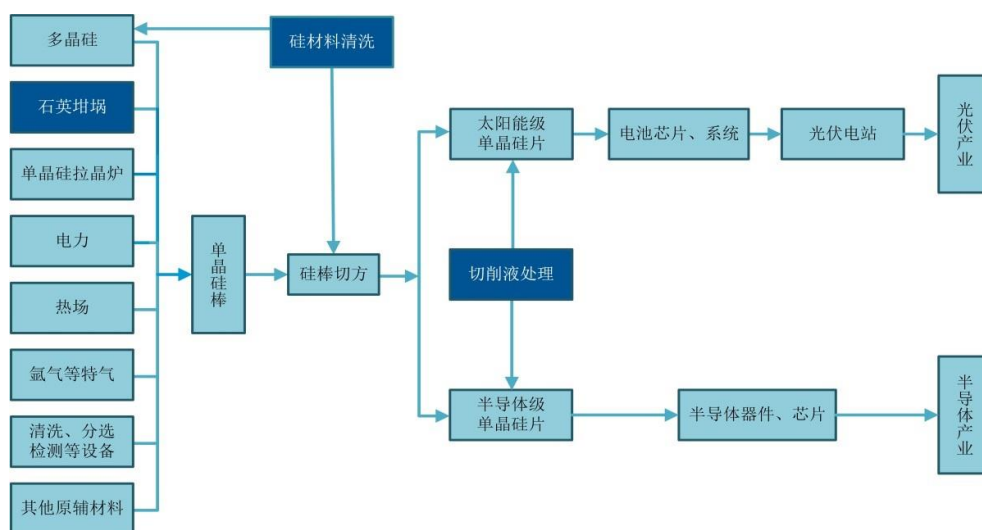 多晶硅
硅材料清洗
石英坩埚
单晶硅拉晶炉
电力
热场
氩气等特气
清洗、分选
检测等设备
其他原辅材料
单晶硅棒
硅棒切方
太阳能级
单晶硅片
电池芯片、系统
光伏电站
光伏产业
切削液处理
半导体级
单晶硅片
半导体器件、芯片
半导体产业